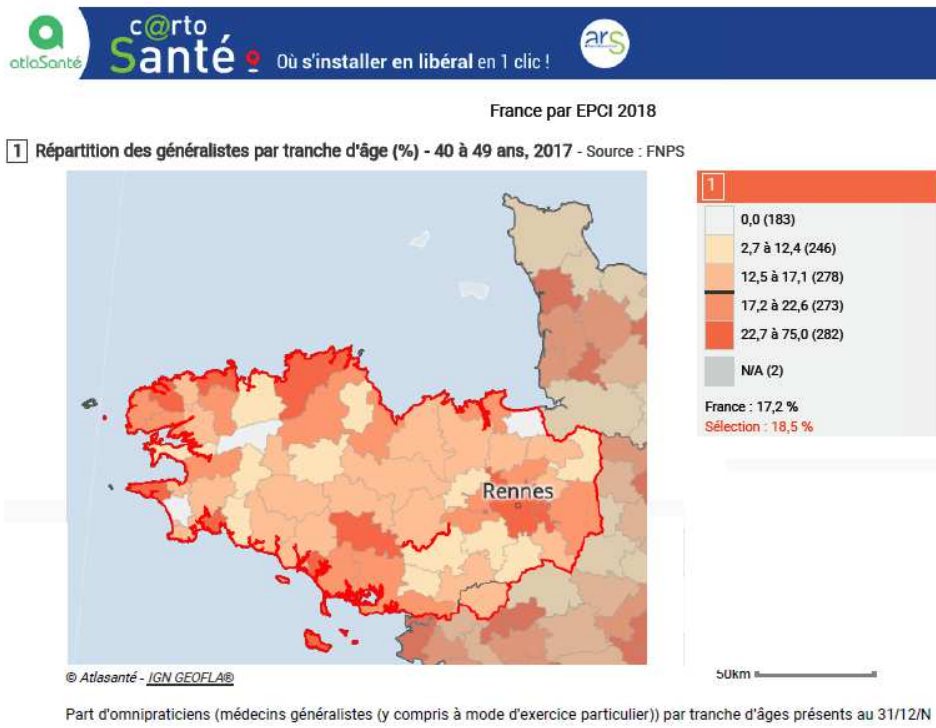 atlaSanté
c@rto
Santé
Où s'installer en libéral en 1 clic !
ars
France par EPCI 2018
1 Répartition des généralistes par tranche d'âge (%) - 40 à 49 ans, 2017 - Source : FNPS
1
0,0 (183)
2,7 à 12,4 (246)
12,5 à 17,1 (278)
17,2 à 22,6 (273)
22,7 à 75,0 (282)
N/A (2)
France : 17,2 %
Sélection : 18,5 %
Rennes
© Atlasanté - IGN GEOFLA®
50km
Part d'omnipraticiens (médecins généralistes (y compris à mode d'exercice particulier)) par tranche d'âges présents au 31/12/N